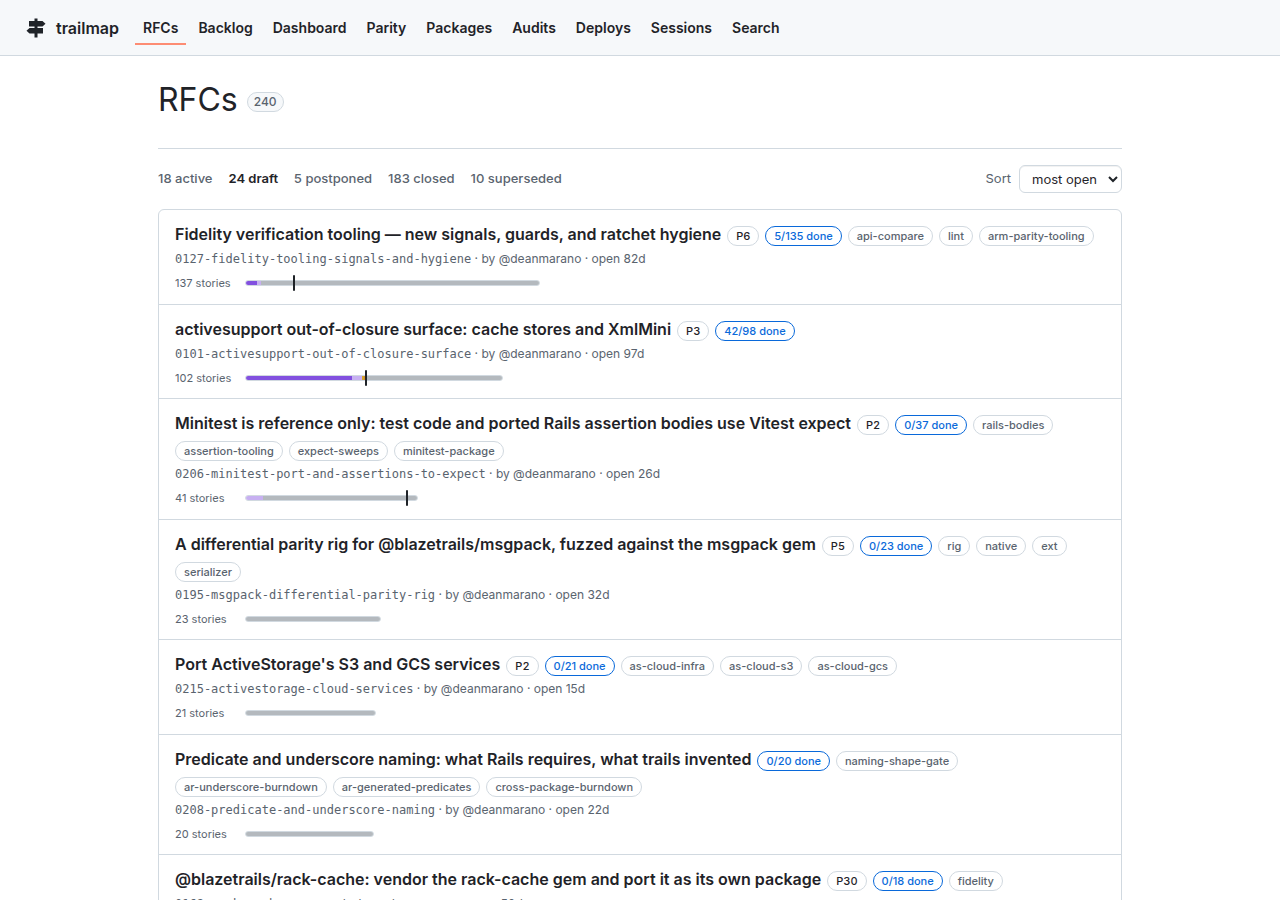 trailmap RFCs Backlog Dashboard Parity Packages Audits Deploys Sessions Search
RFCs 240
18 active 24 draft 5 postponed 183 closed 10 superseded Sort most open
Fidelity verification tooling — new signals, guards, and ratchet hygiene P6 5/135 done api-compare lint arm-parity-tooling
0127-fidelity-tooling-signals-and-hygiene · by @deanmarano · open 82d
137 stories
activesupport out-of-closure surface: cache stores and XmlMini P3 42/98 done
0101-activesupport-out-of-closure-surface · by @deanmarano · open 97d
102 stories
Minitest is reference only: test code and ported Rails assertion bodies use Vitest expect P2 0/37 done rails-bodies
assertion-tooling expect-sweeps minitest-package
0206-minitest-port-and-assertions-to-expect · by @deanmarano · open 26d
41 stories
A differential parity rig for @blazetrails/msgpack, fuzzed against the msgpack gem P5 0/23 done rig native ext
serializer
0195-msgpack-differential-parity-rig · by @deanmarano · open 32d
23 stories
Port ActiveStorage's S3 and GCS services P2 0/21 done as-cloud-infra as-cloud-s3 as-cloud-gcs
0215-activestorage-cloud-services · by @deanmarano · open 15d
21 stories
Predicate and underscore naming: what Rails requires, what trails invented 0/20 done naming-shape-gate
ar-underscore-burndown ar-generated-predicates cross-package-burndown
0208-predicate-and-underscore-naming · by @deanmarano · open 22d
20 stories
@blazetrails/rack-cache: vendor the rack-cache gem and port it as its own package P30 0/18 done fidelity